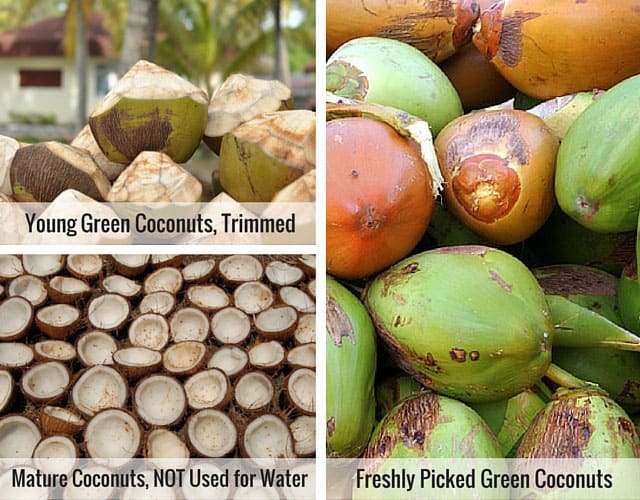 Young Green Coconuts, Trimmed
Mature Coconuts, NOT Used for Water
Freshly Picked Green Coconuts